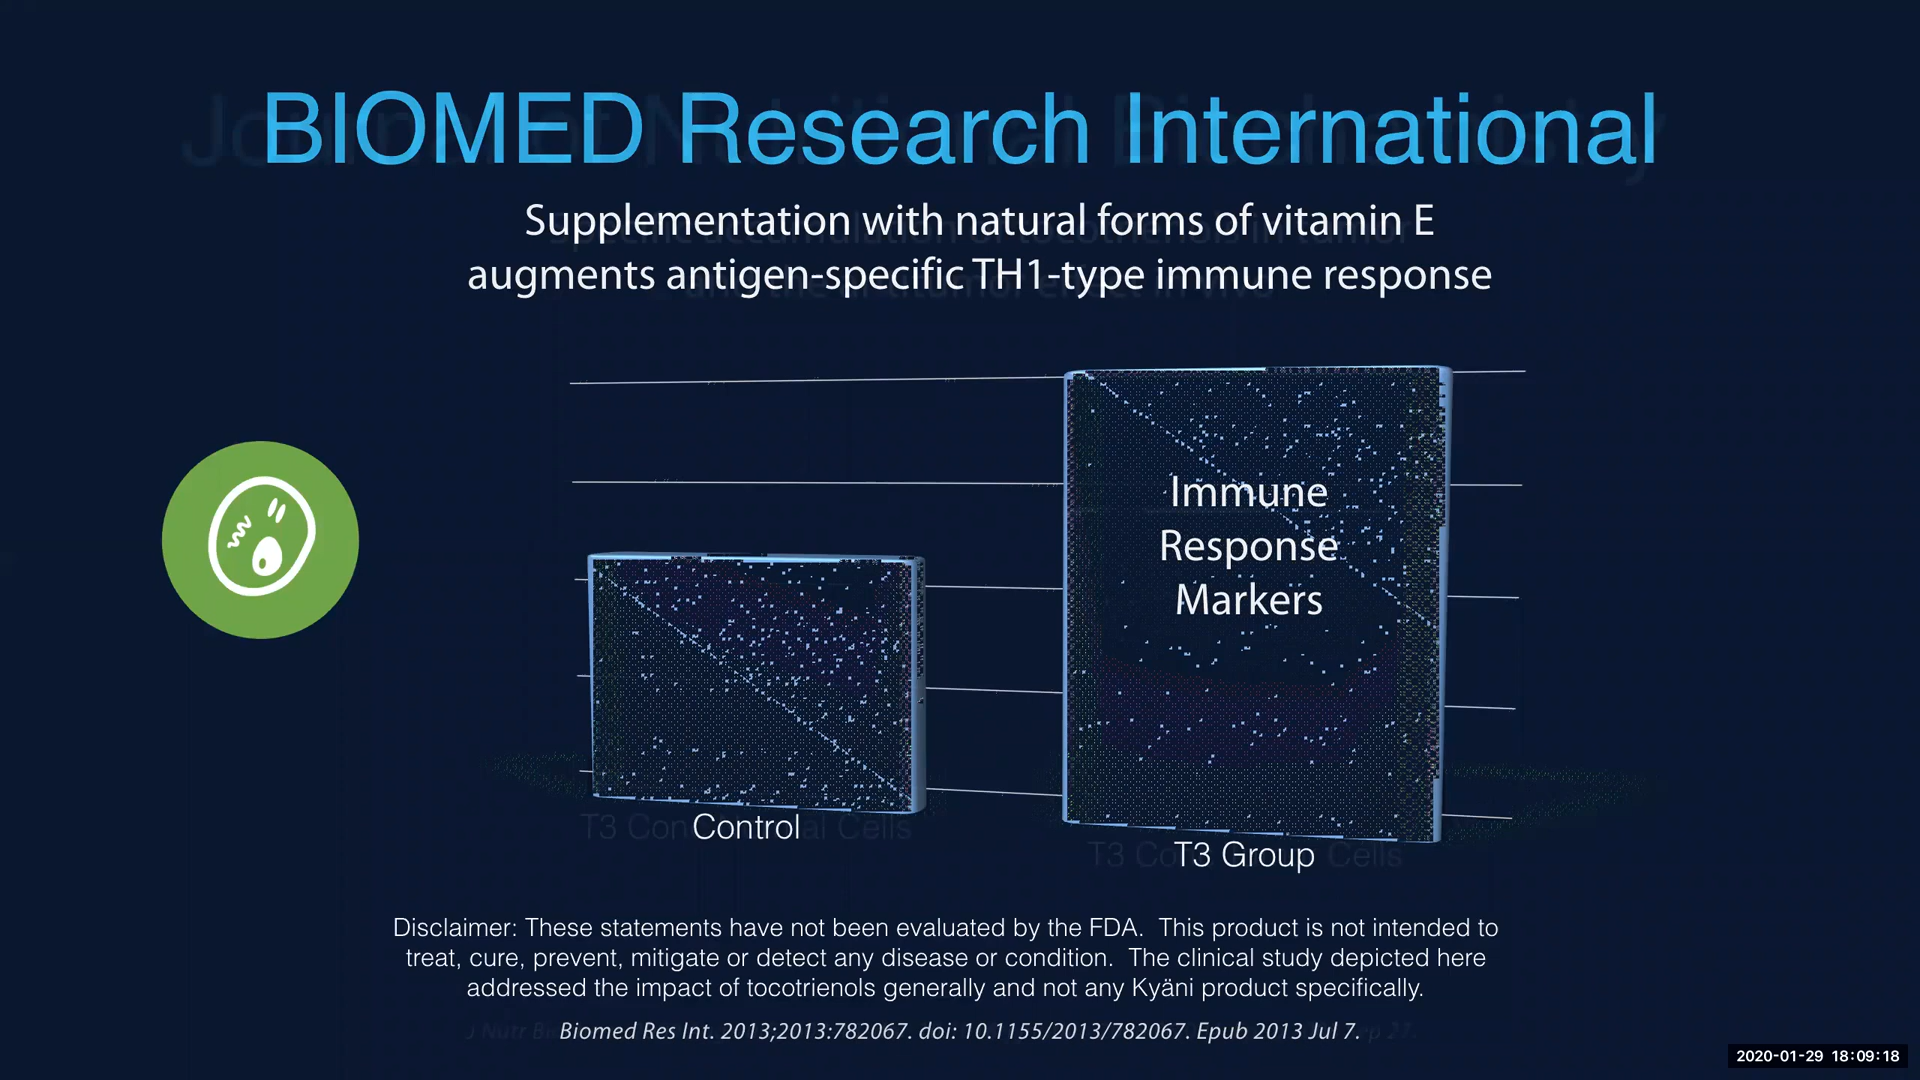 BIOMED Research International
Supplementation with natural forms of vitamin E
augments antigen-specific TH1-type immune response
Immune
Response
Markers
Control
T3 Group
Disclaimer: These statements have not been evaluated by the FDA. This product is not intended to
treat, cure, prevent, mitigate or detect any disease or condition. The clinical study depicted here
addressed the impact of tocotrienols generally and not any Kyäni product specifically.
Biomed Res Int. 2013;2013:782067. doi: 10.1155/2013/782067. Epub 2013 Jul 7.
2020-01-29 18:09:18